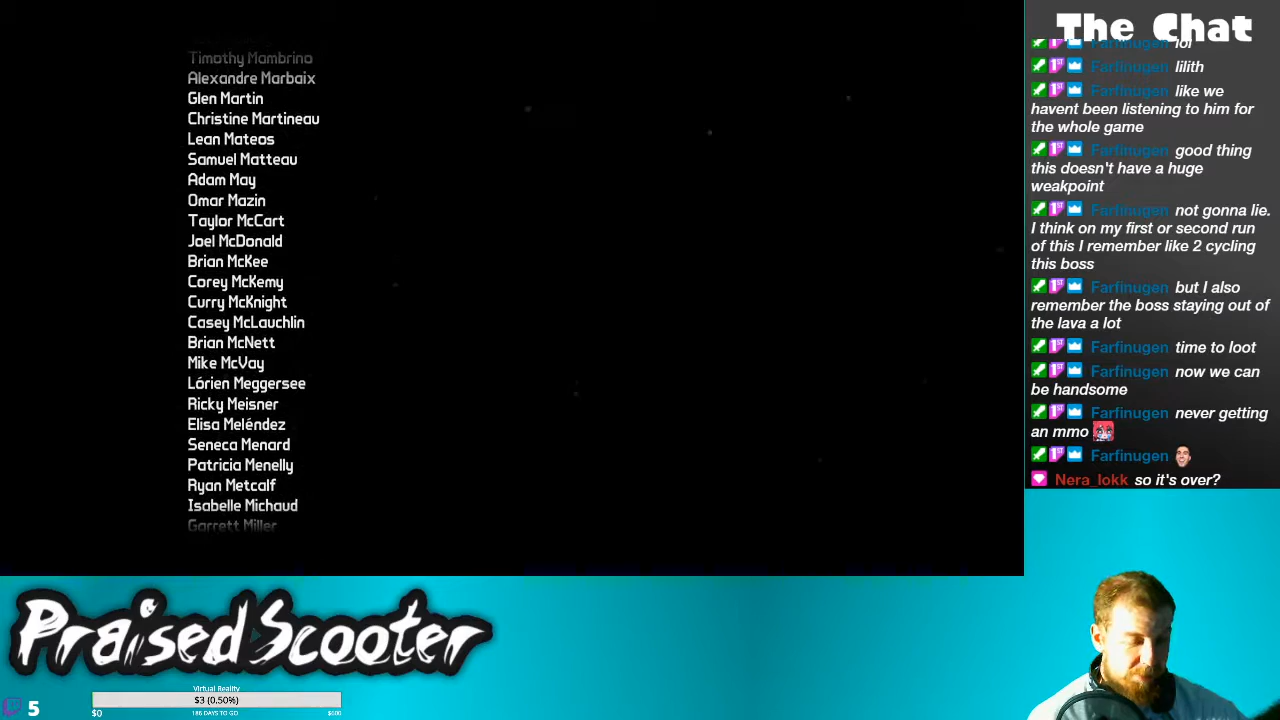 Timothy Mambrino
Alexandre Marbaix
Glen Martin
Christine Martineau
Lean Mateos
Samuel Matteau
Adam May
Omar Mazin
Taylor McCart
Joel McDonald
Brian McKee
Corey McKemy
Curry McKnight
Casey McLauchlin
Brian McNett
Mike McVay
Lórien Meggersee
Ricky Meisner
Elisa Meléndez
Seneca Menard
Patricia Menelly
Ryan Metcalf
Isabelle Michaud
Garrett Miller
The Chat
Farfinugen lol
Farfinugen lilith
Farfinugen like we
havent been listening to him for
the whole game
Farfinugen good thing
this doesn't have a huge
weakpoint
Farfinugen not gonna lie.
I think on my first or second run
of this I remember like 2 cycling
this boss
Farfinugen but I also
remember the boss staying out of
the lava a lot
Farfinugen time to loot
Farfinugen now we can
be handsome
Farfinugen never getting
an mmo
Farfinugen
Nera_lokk so it's over?
Praised Scooter
Virtual Reality
$3 (0.50%)
5
$0 186 DAYS TO GO